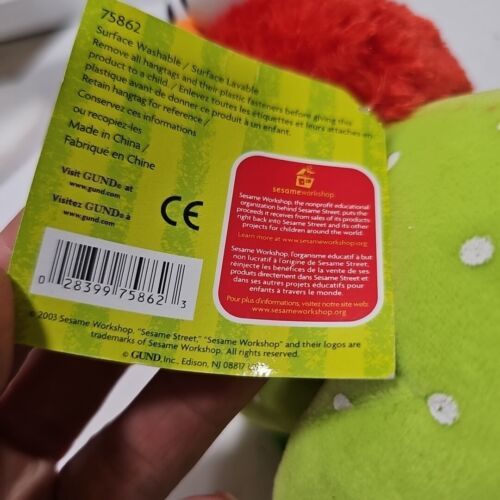 75862
Surface Washable / Surface Lavable
Remove all hangtags and their plastic fasteners before giving this
product to a child / Enlevez toutes les étiquettes et leurs attaches en
plastique avant de donner ce produit à un enfant.
Retain hangtag for reference /
Conservez ces informations
ou recopiez-les
Made in China /
Fabriqué en Chine
Visit GUND® at
www.gund.com
Visitez GUND® à
www.gund.com
CE
0 28399 75862 3
sesameworkshop.
Sesame Workshop, the nonprofit educational
organization behind Sesame Street, puts the
proceeds it receives from sales of its products
right back into Sesame Street and its other
projects for children around the world.
Learn more at www.sesameworkshop.org
Sesame Workshop, l'organisme éducatif à but
non lucratif à l'origine de Sesame Street,
réinjecte les bénéfices de la vente de ses
produits directement dans Sesame Street et
dans ses autres projets éducatifs pour
enfants à travers le monde.
Pour plus d'informations, visitez notre site web:
www.sesameworkshop.org
© 2003 Sesame Workshop. "Sesame Street," "Sesame Workshop" and their logos are
trademarks of Sesame Workshop. All rights reserved.
© GUND, Inc., Edison, NJ 08817